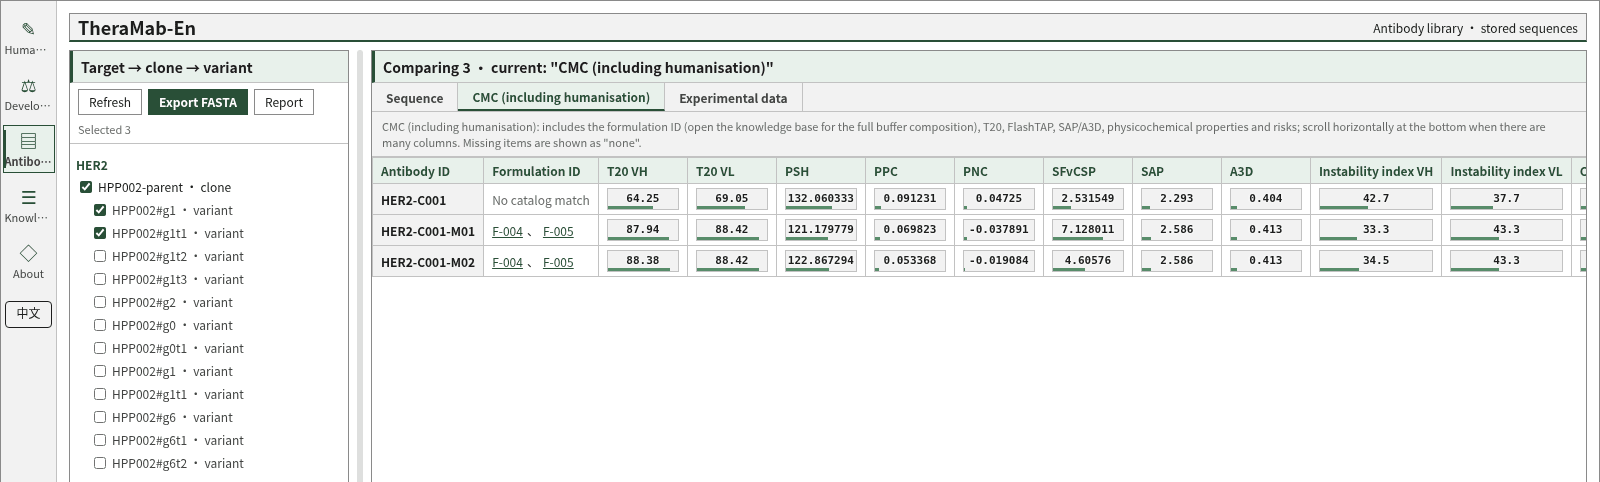 TheraMab-En
Antibody library • stored sequences
Huma···
Develo···
Antibo···
Knowl···
About
中文
Target → clone → variant
Refresh
Export FASTA
Report
Selected 3
HER2
HPP002-parent • clone
HPP002#g1 • variant
HPP002#g1t1 • variant
HPP002#g1t2 • variant
HPP002#g1t3 • variant
HPP002#g2 • variant
HPP002#g0 • variant
HPP002#g0t1 • variant
HPP002#g1 • variant
HPP002#g1t1 • variant
HPP002#g6 • variant
HPP002#g6t1 • variant
HPP002#g6t2 • variant
Comparing 3 • current: "CMC (including humanisation)"
Sequence CMC (including humanisation) Experimental data
CMC (including humanisation): includes the formulation ID (open the knowledge base for the full buffer composition), T20, FlashTAP, SAP/A3D, physicochemical properties and risks; scroll horizontally at the bottom when there are
many columns. Missing items are shown as "none".
Antibody ID Formulation ID T20 VH T20 VL PSH PPC PNC SFvCSP SAP A3D Instability index VH Instability index VL
HER2-C001 No catalog match 64.25 69.05 132.060333 0.091231 0.04725 2.531549 2.293 0.404 42.7 37.7
HER2-C001-M01 F-004 、 F-005 87.94 88.42 121.179779 0.069823 -0.037891 7.128011 2.586 0.413 33.3 43.3
HER2-C001-M02 F-004 、 F-005 88.38 88.42 122.867294 0.053368 -0.019084 4.60576 2.586 0.413 34.5 43.3